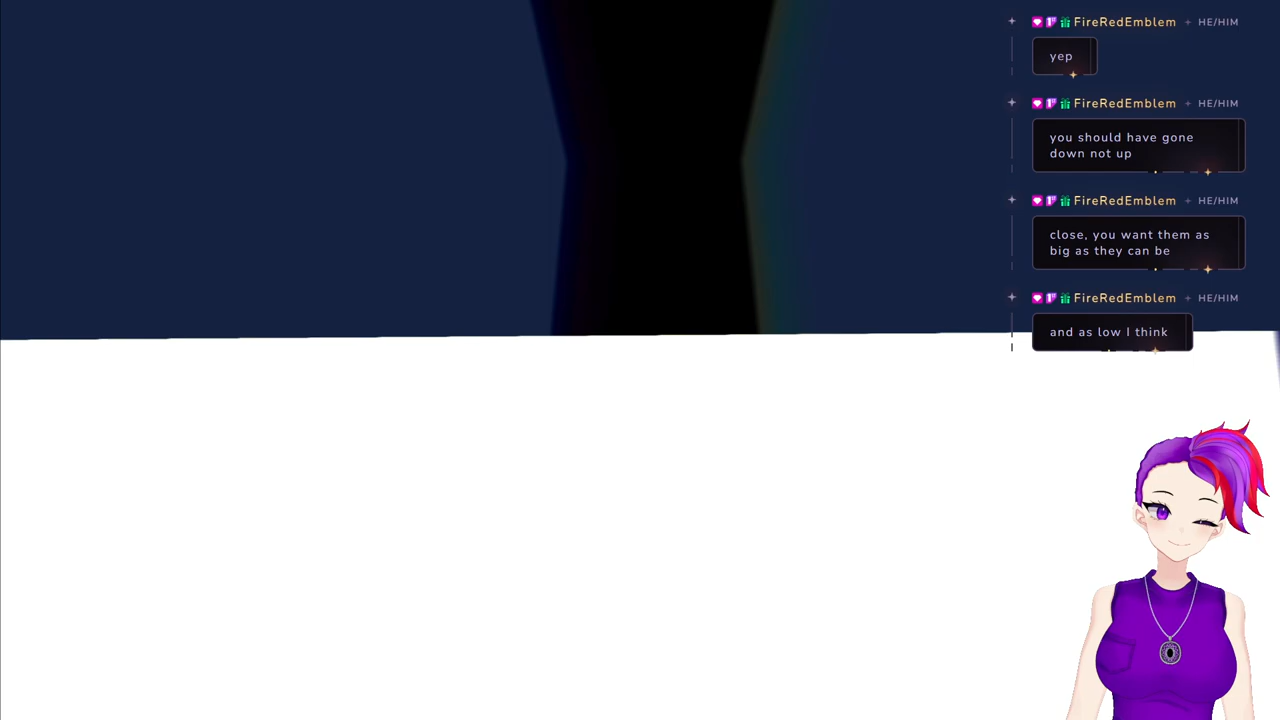 FireRedEmblem HE/HIM
yep
FireRedEmblem HE/HIM
you should have gone
down not up
FireRedEmblem HE/HIM
close, you want them as
big as they can be
FireRedEmblem HE/HIM
and as low I think